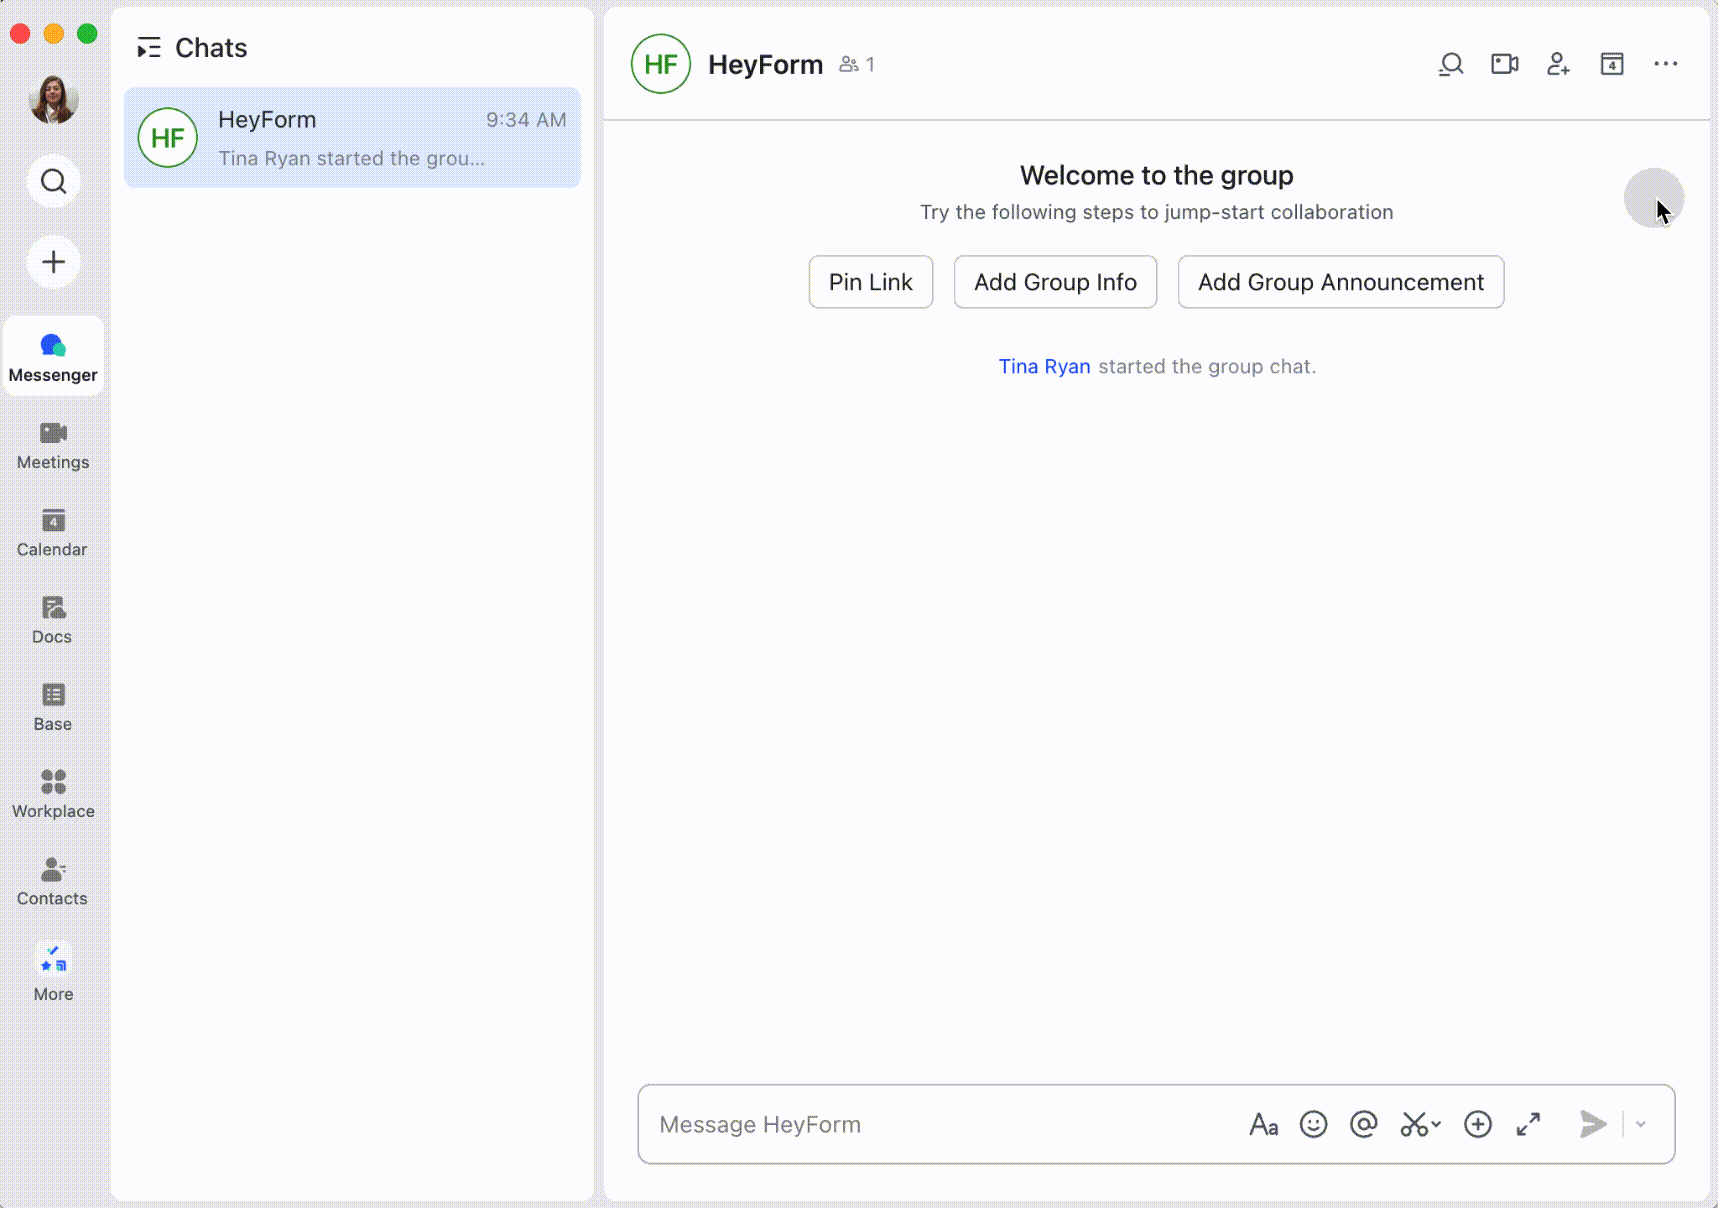 Chats
HF
HeyForm
9:34 AM
Tina Ryan started the grou...
Messenger
Meetings
4
Calendar
Docs
Base
Workplace
Contacts
More
HF
HeyForm
1
4
Welcome to the group
Try the following steps to jump-start collaboration
Pin Link
Add Group Info
Add Group Announcement
Tina Ryan started the group chat.
Message HeyForm
Aa